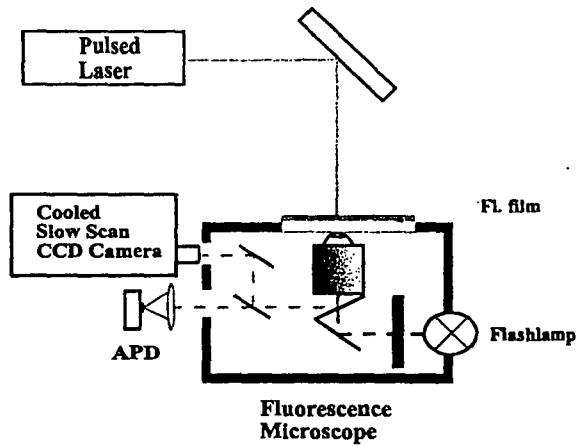 Pulsed
Laser
Cooled
Slow Scan
CCD Camera
Fl. film
APD
Flashlamp
Fluorescence
Microscope